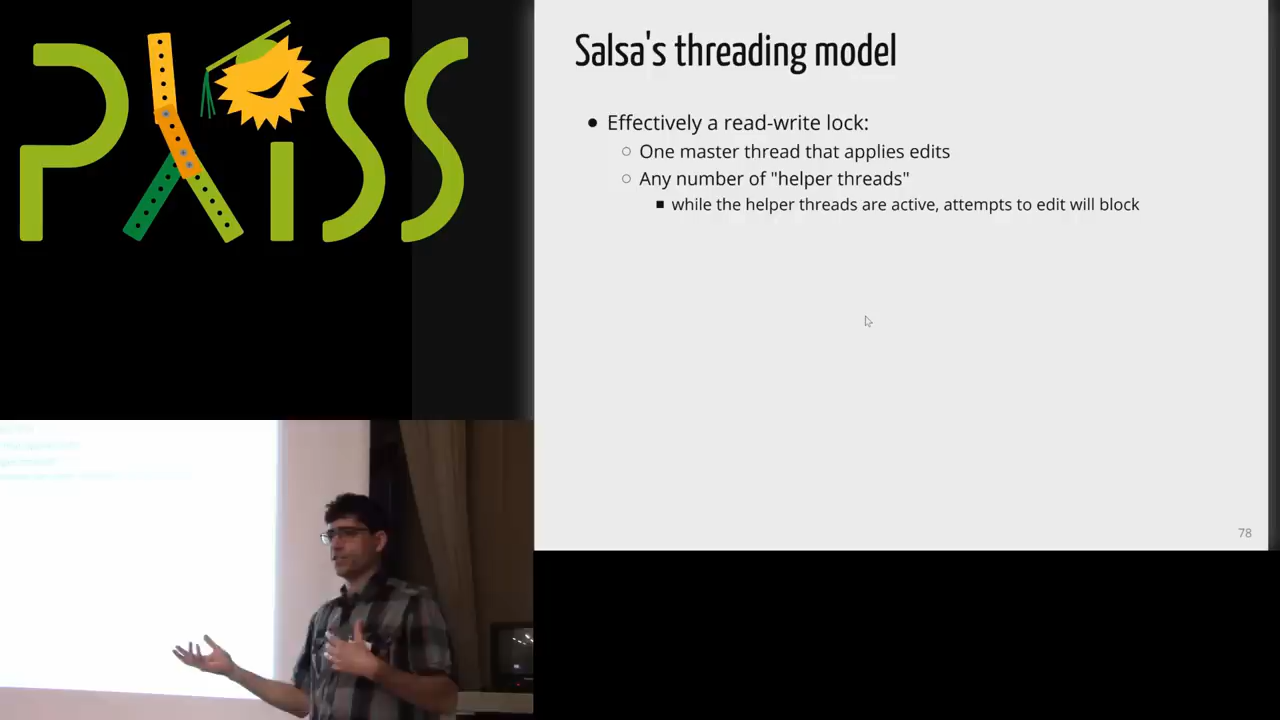 PLISS
Salsa's threading model
● Effectively a read-write lock:
○ One master thread that applies edits
○ Any number of "helper threads"
■ while the helper threads are active, attempts to edit will block
78